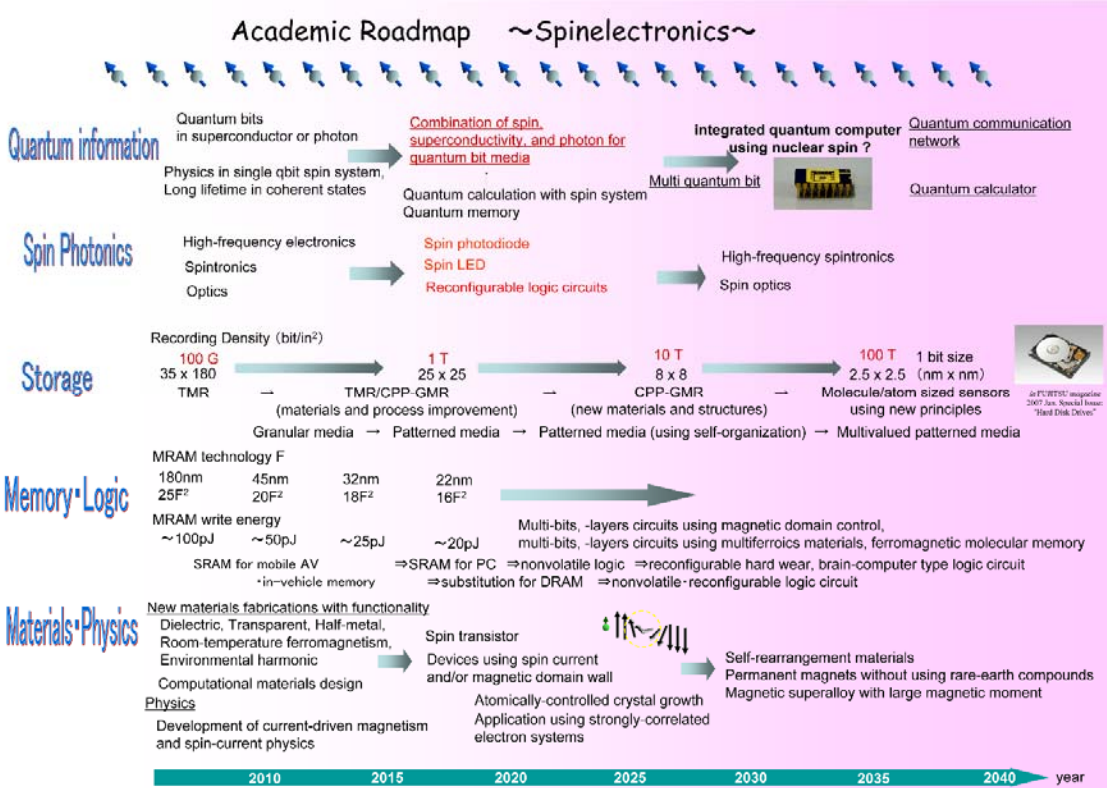 Academic Roadmap ~Spinelectronics~
Quantum information
Quantum bits
in superconductor or photon
Physics in single qbit spin system,
Long lifetime in coherent states
Combination of spin,
superconductivity, and photon for
quantum bit media
Quantum calculation with spin system
Quantum memory
Integrated quantum computer
using nuclear spin ?
Multi quantum bit
Quantum communication
network
Quantum calculator
Spin Photonics
High-frequency electronics
Spintronics
Optics
Spin photodiode
Spin LED
Reconfigurable logic circuits
High-frequency spintronics
Spin optics
Storage
Recording Density (bit/in²)
100 G 1 T 10 T 100 T 1 bit size
35 x 180 25 x 25 8 x 8 2.5 x 2.5 (nm x nm)
TMR → TMR/CPP-GMR → CPP-GMR → Molecule/atom sized sensors
(materials and process improvement) (new materials and structures) using new principles
Granular media → Patterned media → Patterned media (using self-organization) → Multivalued patterned media
in FUJITSU magazine
2007 Jan. Special Issue:
"Hard Disk Drives"
Memory・Logic
MRAM technology F
180nm 45nm 32nm 22nm
25F² 20F² 18F² 16F²
MRAM write energy
~100pJ ~50pJ ~25pJ ~20pJ
Multi-bits, -layers circuits using magnetic domain control,
multi-bits, -layers circuits using multiferroics materials, ferromagnetic molecular memory
SRAM for mobile AV ⇒SRAM for PC ⇒nonvolatile logic ⇒reconfigurable hard wear, brain-computer type logic circuit
・in-vehicle memory ⇒substitution for DRAM ⇒nonvolatile・reconfigurable logic circuit
Materials・Physics
New materials fabrications with functionality
Dielectric, Transparent, Half-metal,
Room-temperature ferromagnetism,
Environmental harmonic
Computational materials design
Physics
Development of current-driven magnetism
and spin-current physics
Spin transistor
Devices using spin current
and/or magnetic domain wall
Atomically-controlled crystal growth
Application using strongly-correlated
electron systems
Self-rearrangement materials
Permanent magnets without using rare-earth compounds
Magnetic superalloy with large magnetic moment
2010 2015 2020 2025 2030 2035 2040 year